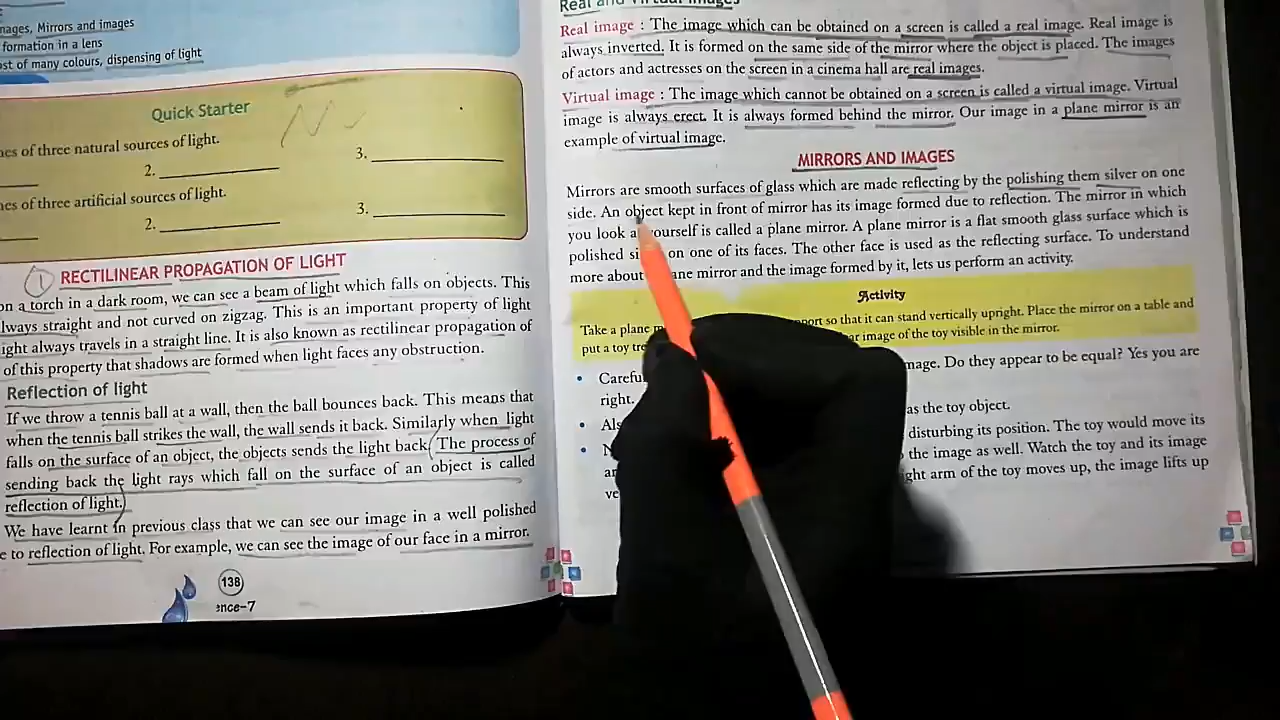 nages, Mirrors and images
formation in a lens
st of many colours, dispensing of light
Quick Starter
nes of three natural sources of light.
2. 3.
nes of three artificial sources of light.
2. 3.
1 RECTILINEAR PROPAGATION OF LIGHT
on a torch in a dark room, we can see a beam of light which falls on objects. This
lways straight and not curved on zigzag. This is an important property of light
ight always travels in a straight line. It is also known as rectilinear propagation of
of this property that shadows are formed when light faces any obstruction.
Reflection of light
If we throw a tennis ball at a wall, then the ball bounces back. This means that
when the tennis ball strikes the wall, the wall sends it back. Similarly when light
falls on the surface of an object, the objects sends the light back. The process of
sending back the light rays which fall on the surface of an object is called
reflection of light.
We have learnt in previous class that we can see our image in a well polished
e to reflection of light. For example, we can see the image of our face in a mirror.
138
ence-7
Real and Virtual Images
Real image : The image which can be obtained on a screen is called a real image. Real image is
always inverted. It is formed on the same side of the mirror where the object is placed. The images
of actors and actresses on the screen in a cinema hall are real images.
Virtual image : The image which cannot be obtained on a screen is called a virtual image. Virtual
image is always erect. It is always formed behind the mirror. Our image in a plane mirror is an
example of virtual image.
MIRRORS AND IMAGES
Mirrors are smooth surfaces of glass which are made reflecting by the polishing them silver on one
side. An object kept in front of mirror has its image formed due to reflection. The mirror in which
you look a ourself is called a plane mirror. A plane mirror is a flat smooth glass surface which is
polished si on one of its faces. The other face is used as the reflecting surface. To understand
more about ane mirror and the image formed by it, lets us perform an activity.
Activity
Take a plane m port so that it can stand vertically upright. Place the mirror on a table and
put a toy tre ar image of the toy visible in the mirror.
• Careful mage. Do they appear to be equal? Yes you are
right.
• Als as the toy object.
• N disturbing its position. The toy would move its
an the image as well. Watch the toy and its image
ve ght arm of the toy moves up, the image lifts up